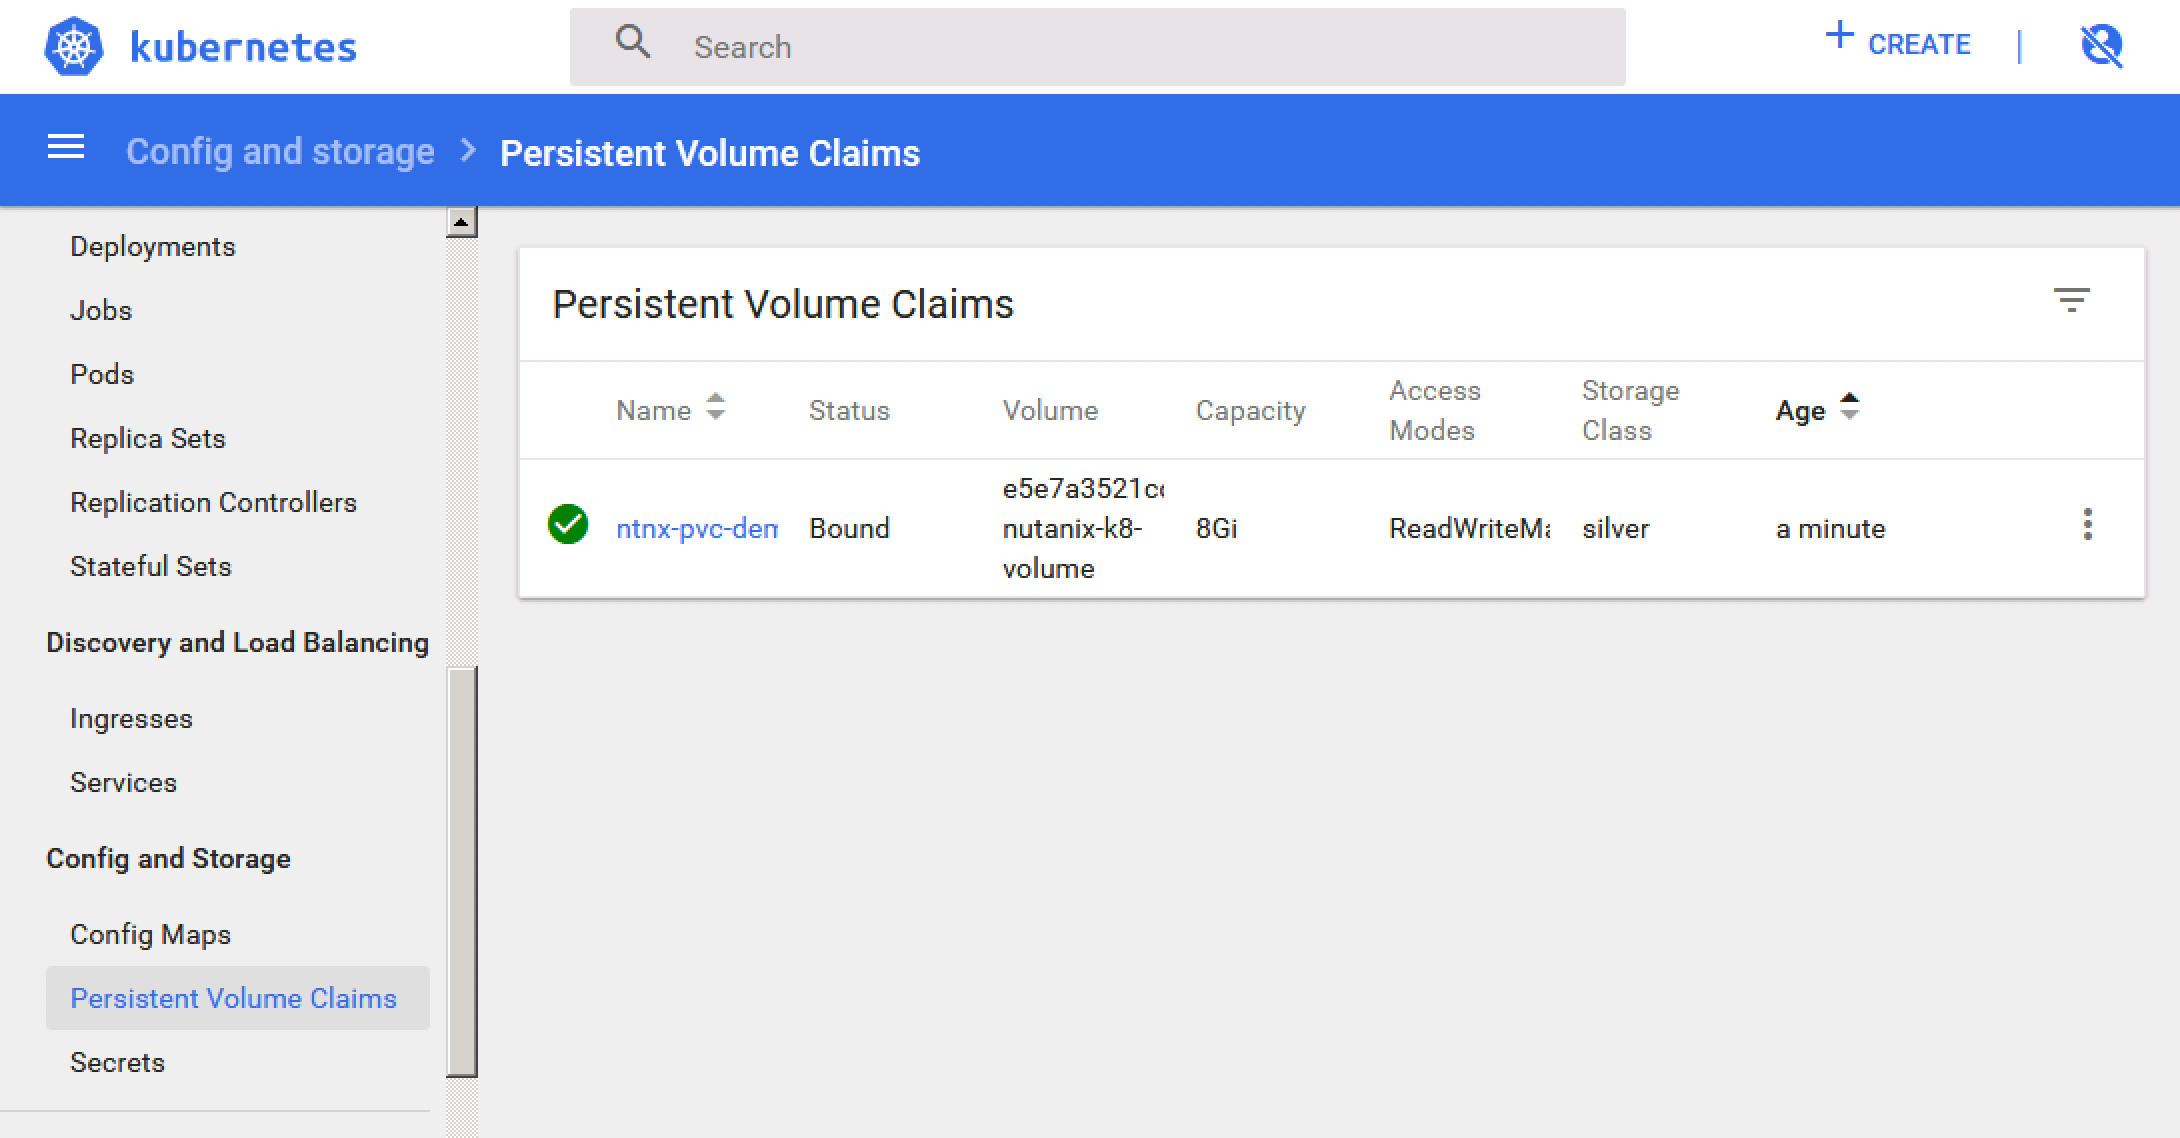 kubernetes
Search
CREATE
Config and storage
Persistent Volume Claims
Deployments
Jobs
Pods
Replica Sets
Replication Controllers
Stateful Sets
Discovery and Load Balancing
Ingresses
Services
Config and Storage
Config Maps
Persistent Volume Claims
Secrets
Persistent Volume Claims
Name
Status
Volume
Capacity
Access
Modes
Storage
Class
Age
ntnx-pvc-dem
Bound
e5e7a3521c
nutanix-k8-
volume
8Gi
ReadWriteMa
silver
a minute